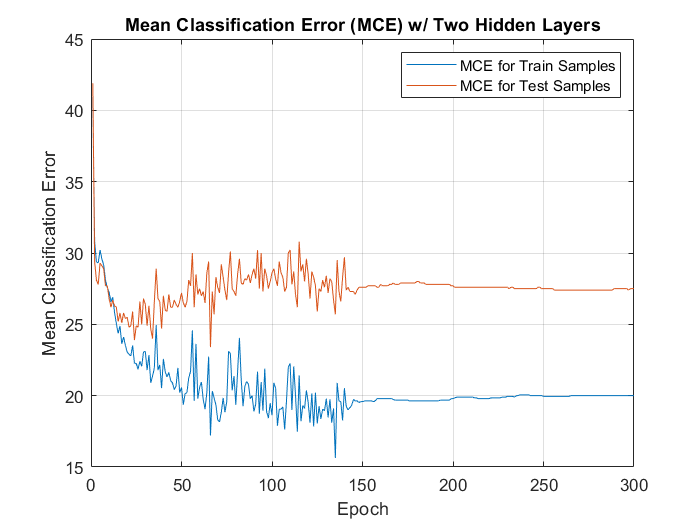 Mean Classification Error (MCE) w/ Two Hidden Layers
MCE for Train Samples
MCE for Test Samples
Mean Classification Error
45
40
35
30
25
20
15
0 50 100 150 200 250 300
Epoch